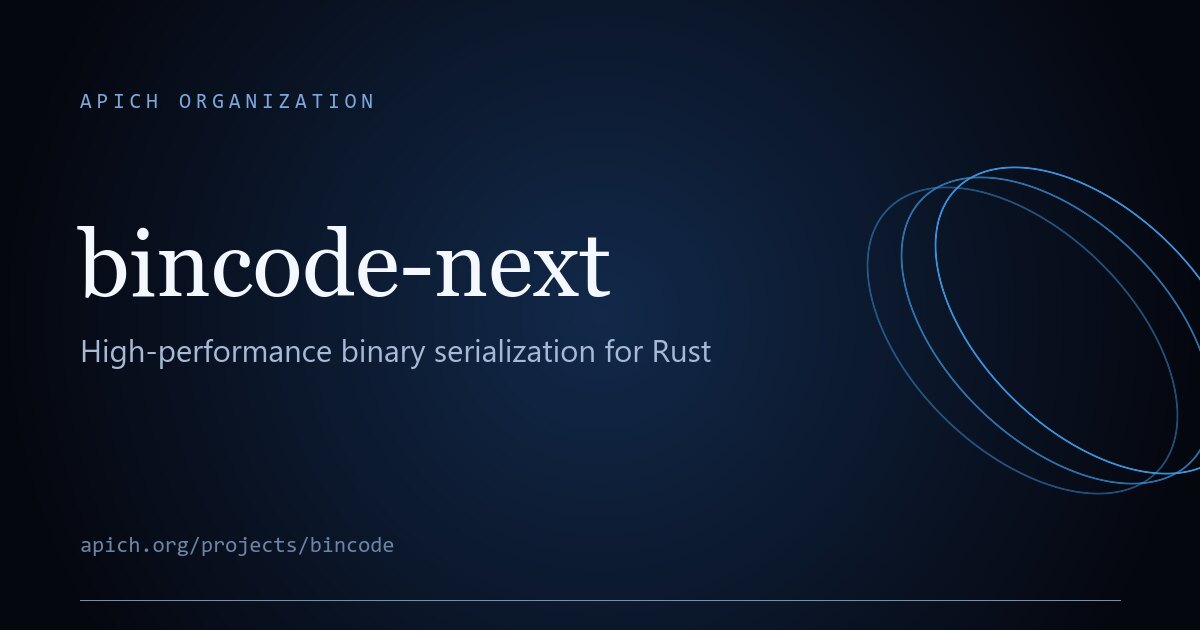 APICH ORGANIZATION
bincode-next
High-performance binary serialization for Rust
apich.org/projects/bincode